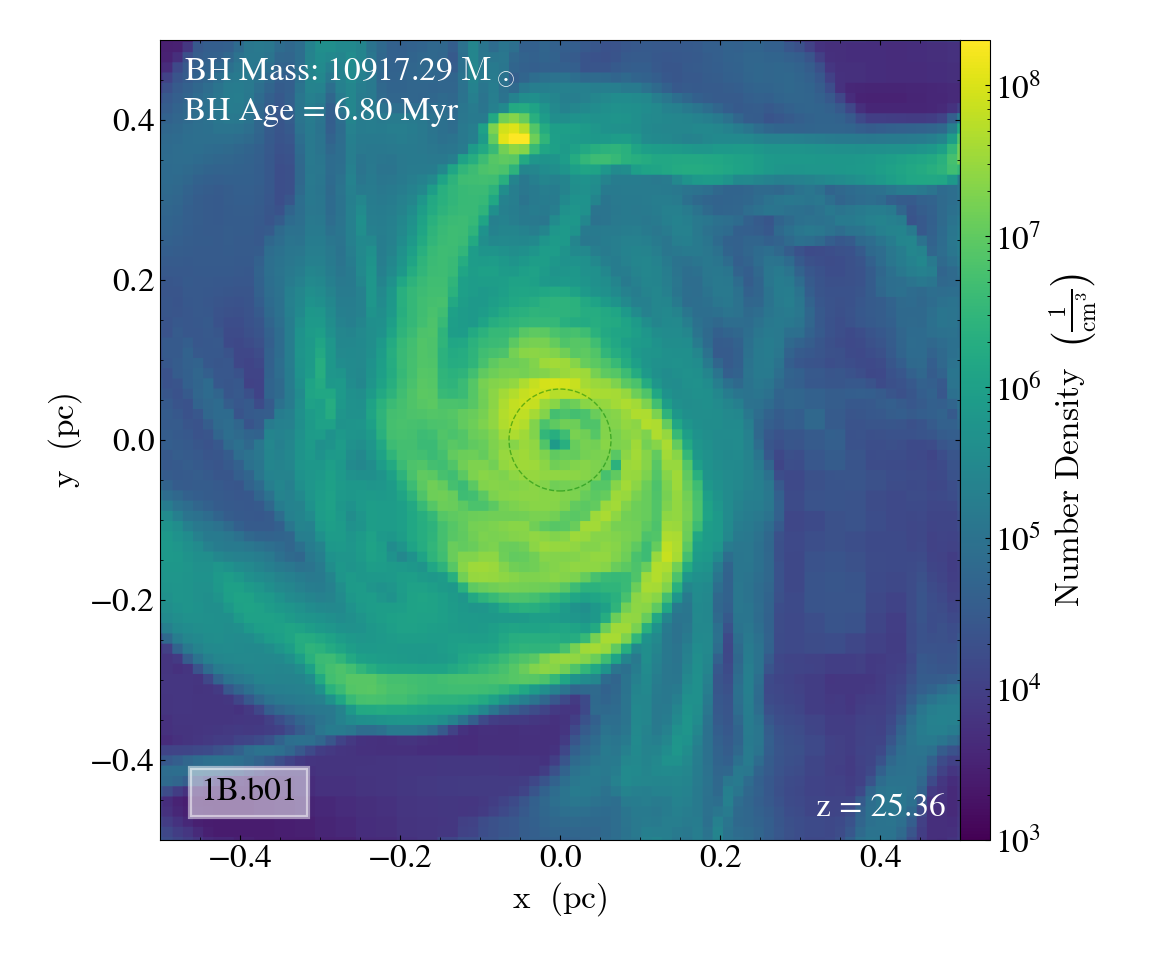 BH Mass: 10917.29 M☉
BH Age = 6.80 Myr
1B.b01
z = 25.36
0.4
0.2
0.0
−0.2
−0.4
y (pc)
−0.4 −0.2 0.0 0.2 0.4
x (pc)
10⁸
10⁷
10⁶
10⁵
10⁴
10³
Number Density (1/cm³)